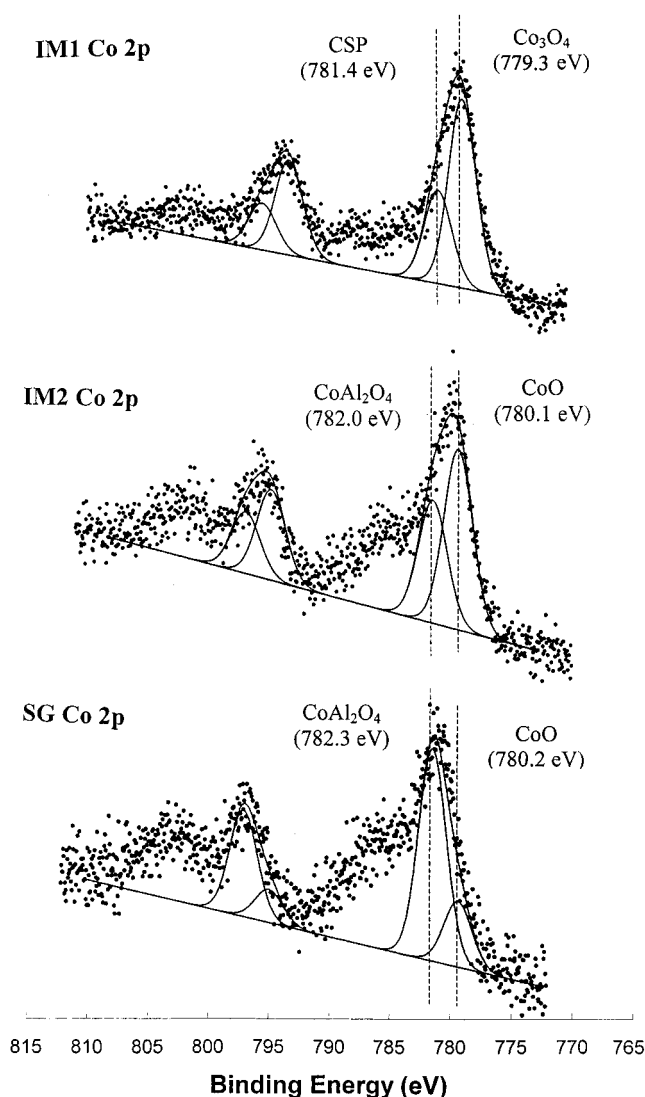 IM1 Co 2p
CSP
(781.4 eV)
Co₃O₄
(779.3 eV)
IM2 Co 2p
CoAl₂O₄
(782.0 eV)
CoO
(780.1 eV)
SG Co 2p
CoAl₂O₄
(782.3 eV)
CoO
(780.2 eV)
815 810 805 800 795 790 785 780 775 770 765
Binding Energy (eV)